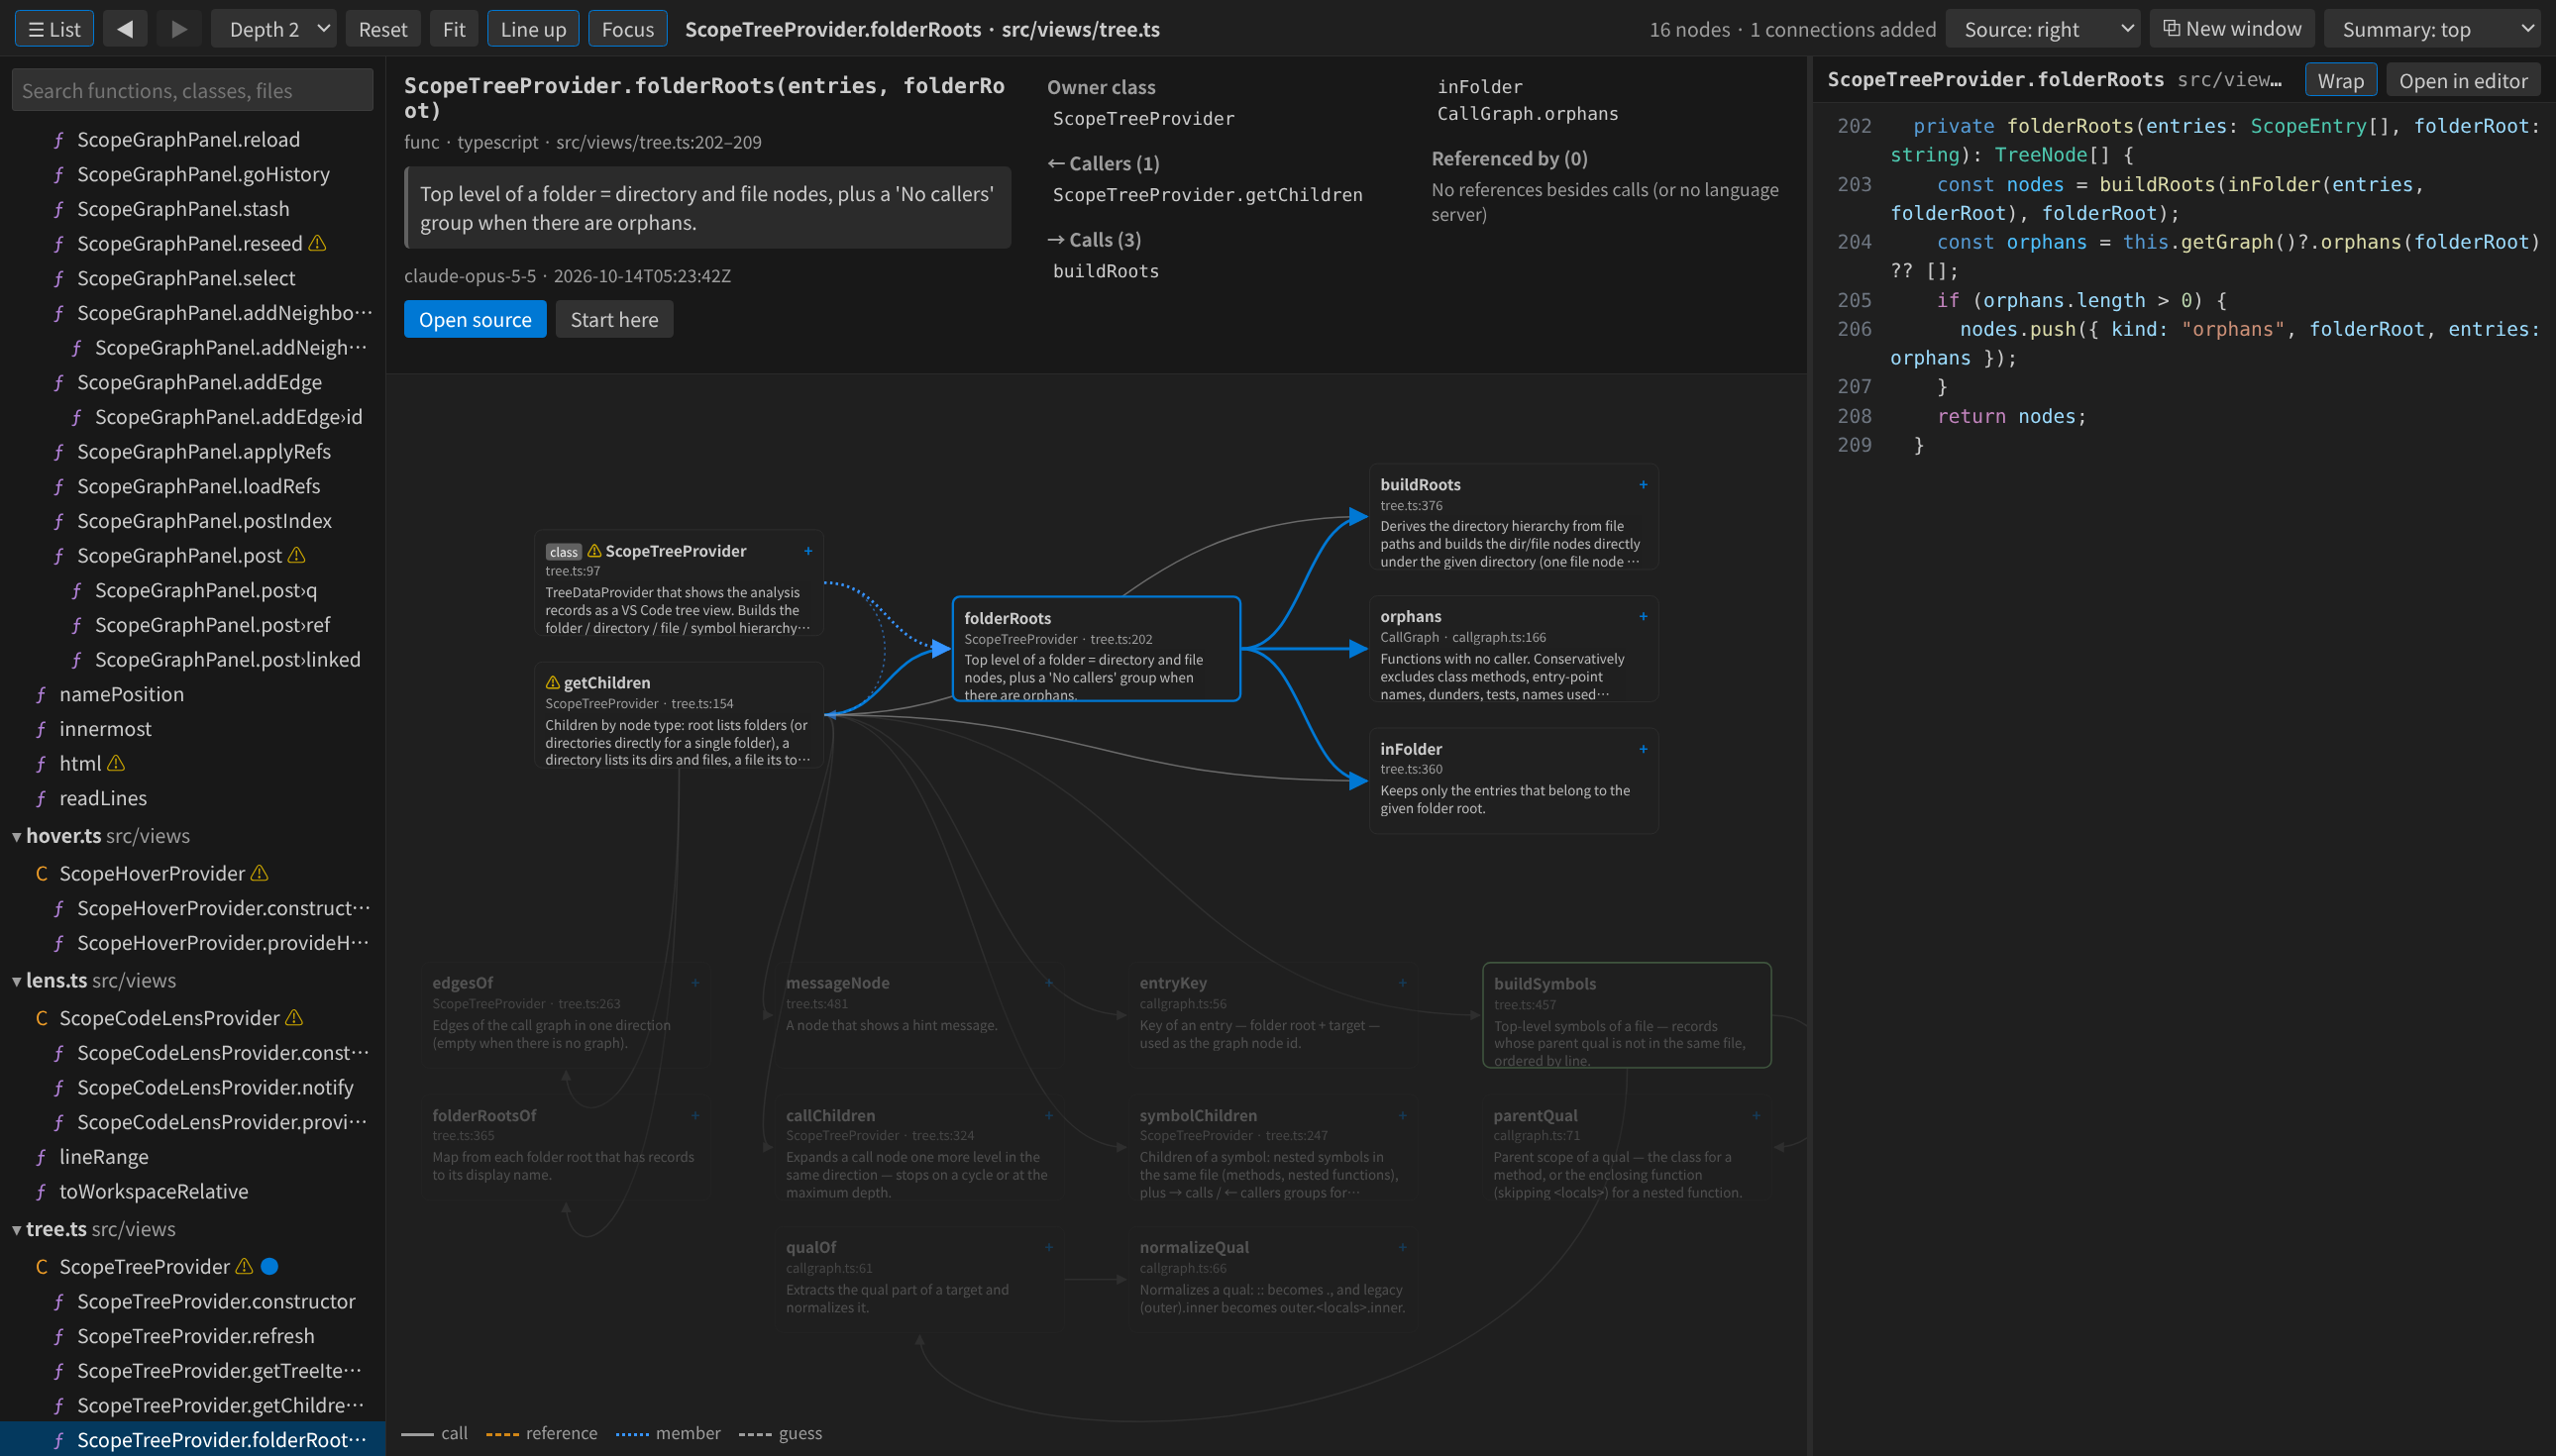 ☰ List ◀ ▶ Depth 2 Reset Fit Line up Focus ScopeTreeProvider.folderRoots · src/views/tree.ts 16 nodes · 1 connections added Source: right New window Summary: top
Search functions, classes, files
ƒ ScopeGraphPanel.reload
ƒ ScopeGraphPanel.goHistory
ƒ ScopeGraphPanel.stash
ƒ ScopeGraphPanel.reseed ⚠
ƒ ScopeGraphPanel.select
ƒ ScopeGraphPanel.addNeighbo…
ƒ ScopeGraphPanel.addNeigh…
ƒ ScopeGraphPanel.addEdge
ƒ ScopeGraphPanel.addEdge›id
ƒ ScopeGraphPanel.applyRefs
ƒ ScopeGraphPanel.loadRefs
ƒ ScopeGraphPanel.postIndex
ƒ ScopeGraphPanel.post ⚠
ƒ ScopeGraphPanel.post›q
ƒ ScopeGraphPanel.post›ref
ƒ ScopeGraphPanel.post›linked
ƒ namePosition
ƒ innermost
ƒ html ⚠
ƒ readLines
▾ hover.ts src/views
C ScopeHoverProvider ⚠
ƒ ScopeHoverProvider.construct…
ƒ ScopeHoverProvider.provideH…
▾ lens.ts src/views
C ScopeCodeLensProvider ⚠
ƒ ScopeCodeLensProvider.const…
ƒ ScopeCodeLensProvider.notify
ƒ ScopeCodeLensProvider.provi…
ƒ lineRange
ƒ toWorkspaceRelative
▾ tree.ts src/views
C ScopeTreeProvider ⚠
ƒ ScopeTreeProvider.constructor
ƒ ScopeTreeProvider.refresh
ƒ ScopeTreeProvider.getTreeIte…
ƒ ScopeTreeProvider.getChildre…
ƒ ScopeTreeProvider.folderRoot…
ScopeTreeProvider.folderRoots(entries, folderRo
ot)
func · typescript · src/views/tree.ts:202–209
Top level of a folder = directory and file nodes, plus a 'No callers'
group when there are orphans.
claude-opus-5-5 · 2026-10-14T05:23:42Z
Open source Start here
Owner class
ScopeTreeProvider
← Callers (1)
ScopeTreeProvider.getChildren
→ Calls (3)
buildRoots
inFolder
CallGraph.orphans
Referenced by (0)
No references besides calls (or no language
server)
class ⚠ ScopeTreeProvider +
tree.ts:97
TreeDataProvider that shows the analysis
records as a VS Code tree view. Builds the
folder / directory / file / symbol hierarchy…
⚠ getChildren
ScopeTreeProvider · tree.ts:154
Children by node type: root lists folders (or
directories directly for a single folder), a
directory lists its dirs and files, a file its to…
folderRoots
ScopeTreeProvider · tree.ts:202
Top level of a folder = directory and file
nodes, plus a 'No callers' group when
there are orphans.
buildRoots +
tree.ts:376
Derives the directory hierarchy from file
paths and builds the dir/file nodes directly
under the given directory (one file node …
orphans +
CallGraph · callgraph.ts:166
Functions with no caller. Conservatively
excludes class methods, entry-point
names, dunders, tests, names used…
inFolder +
tree.ts:360
Keeps only the entries that belong to the
given folder root.
edgesOf +
ScopeTreeProvider · tree.ts:263
Edges of the call graph in one direction
(empty when there is no graph).
messageNode +
tree.ts:481
A node that shows a hint message.
entryKey +
callgraph.ts:56
Key of an entry — folder root + target —
used as the graph node id.
buildSymbols
tree.ts:457
Top-level symbols of a file — records
whose parent qual is not in the same file,
ordered by line.
folderRootsOf +
tree.ts:365
Map from each folder root that has records
to its display name.
callChildren +
ScopeTreeProvider · tree.ts:324
Expands a call node one more level in the
same direction — stops on a cycle or at the
maximum depth.
symbolChildren +
ScopeTreeProvider · tree.ts:247
Children of a symbol: nested symbols in
the same file (methods, nested functions),
plus → calls / ← callers groups for…
parentQual +
callgraph.ts:71
Parent scope of a qual — the class for a
method, or the enclosing function
(skipping <locals>) for a nested function.
qualOf +
callgraph.ts:61
Extracts the qual part of a target and
normalizes it.
normalizeQual +
callgraph.ts:66
Normalizes a qual: :: becomes ., and legacy
(outer).inner becomes outer.<locals>.inner.
call reference member guess
ScopeTreeProvider.folderRoots src/view… Wrap Open in editor
202 private folderRoots(entries: ScopeEntry[], folderRoot:
string): TreeNode[] {
203 const nodes = buildRoots(inFolder(entries,
folderRoot), folderRoot);
204 const orphans = this.getGraph()?.orphans(folderRoot)
?? [];
205 if (orphans.length > 0) {
206 nodes.push({ kind: "orphans", folderRoot, entries:
orphans });
207 }
208 return nodes;
209 }